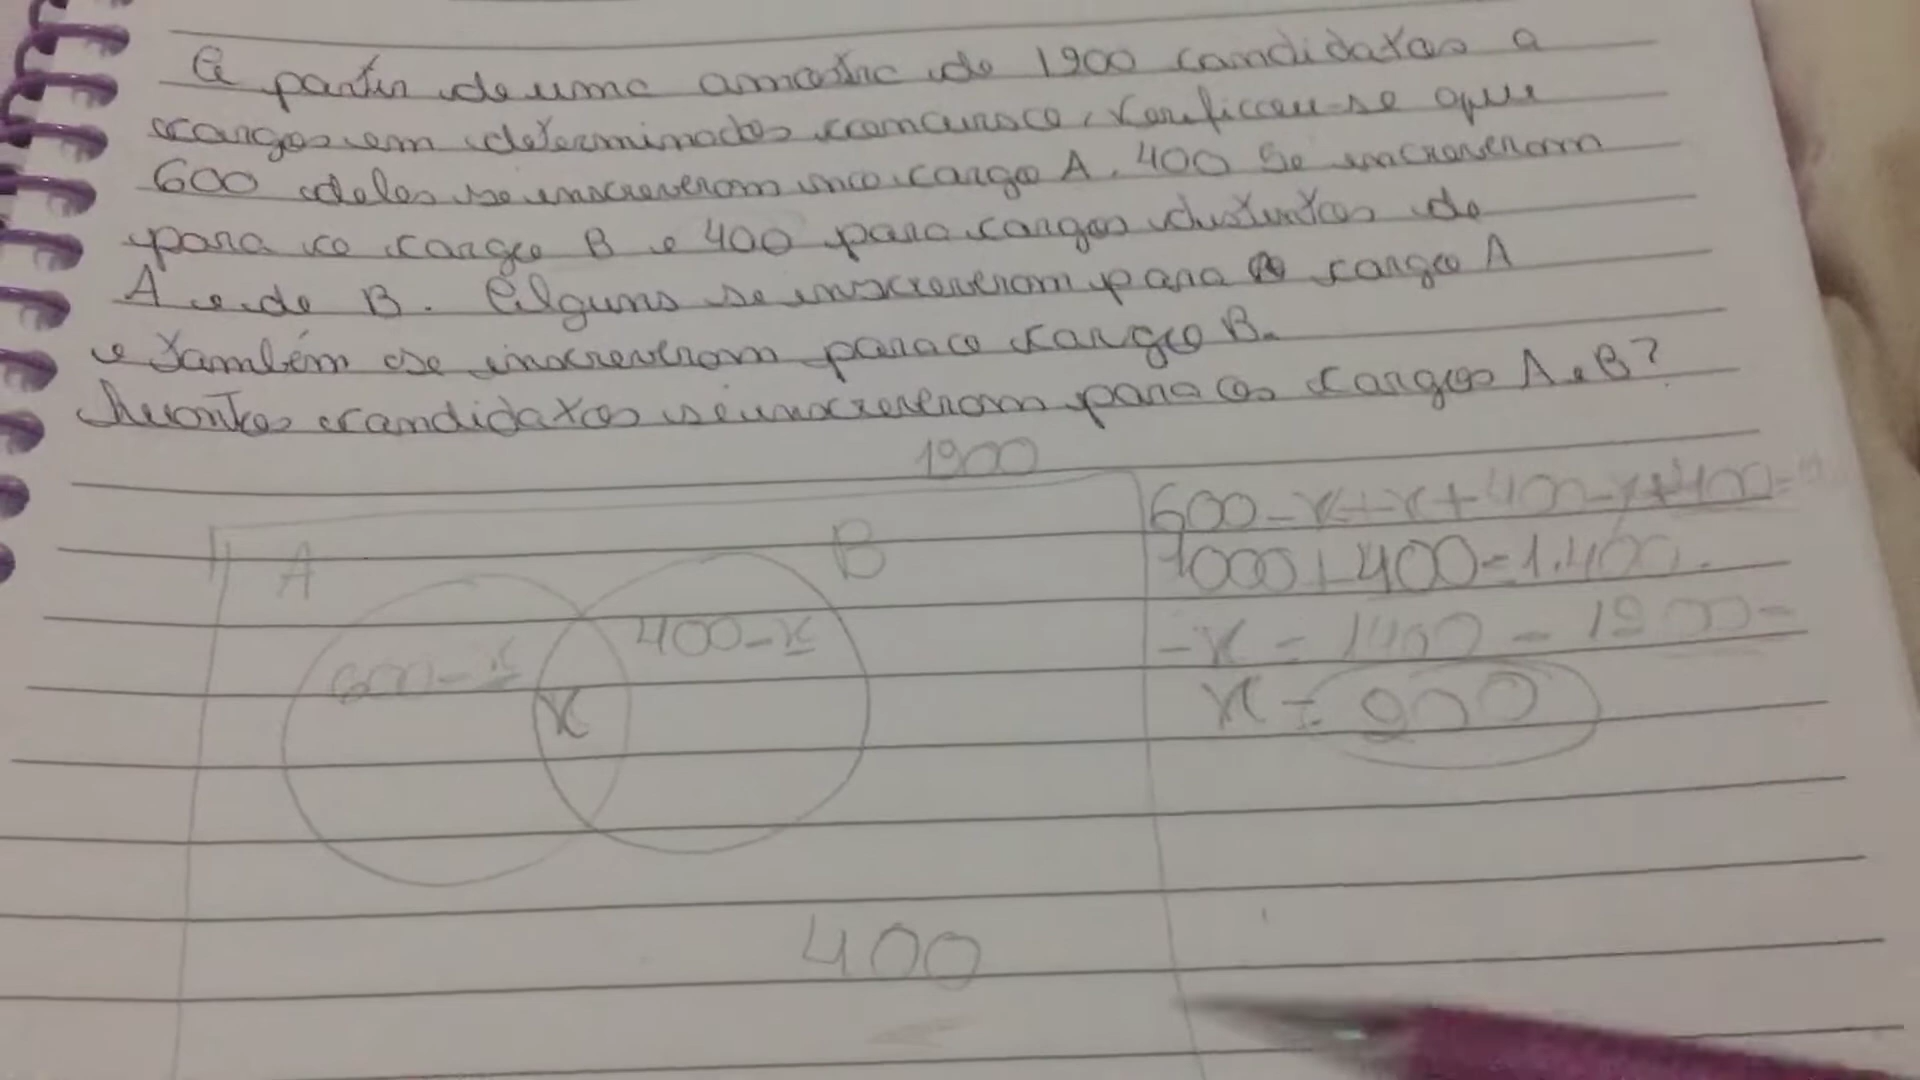 A partir de uma amostra de 1900 candidatos a
cargos em determinados concurso, verificou-se que
600 deles se inscreveram no cargo A, 400 se inscreveram
para o cargo B e 400 para cargos distintos de
A e de B. Alguns se inscreveram para o cargo A
e também se inscreveram para o cargo B.
Quantos candidatos se inscreveram para os cargos A e B?
1900
A B
600-x 400-x
x
400
600-x+x+400-x+400=
1000+400=1.400
-x = 1400 - 1900=
x = 900